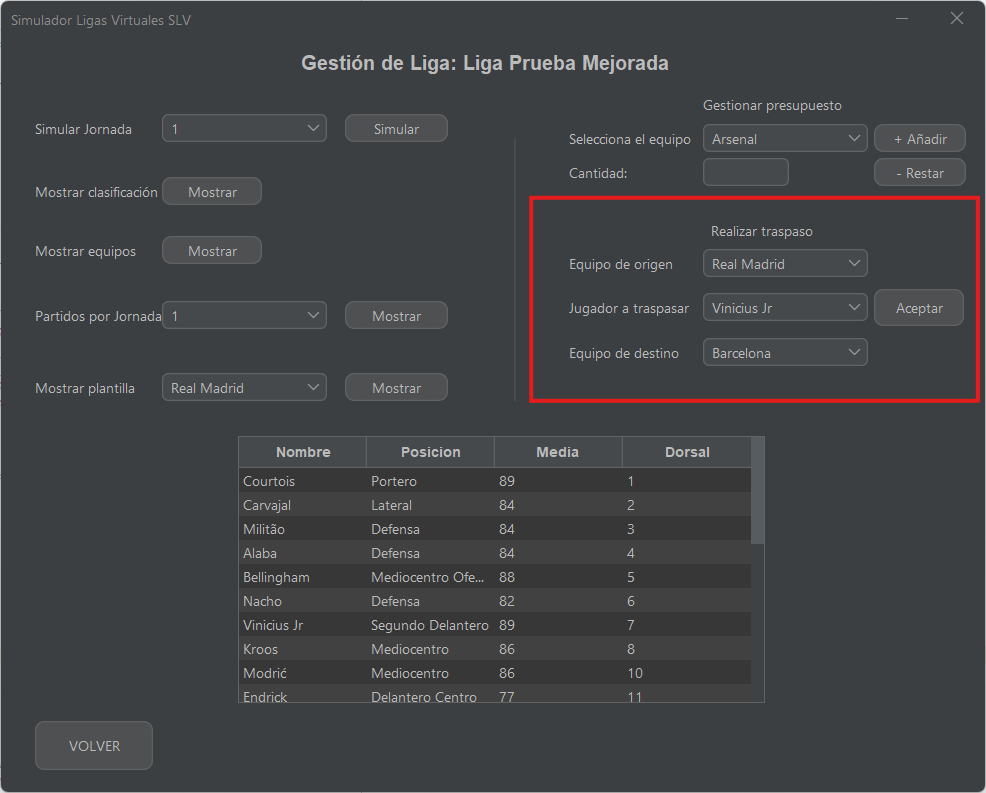 Simulador Ligas Virtuales SLV
Gestión de Liga: Liga Prueba Mejorada
Simular Jornada 1 Simular
Mostrar clasificación Mostrar
Mostrar equipos Mostrar
Partidos por Jornada 1 Mostrar
Mostrar plantilla Real Madrid Mostrar
Gestionar presupuesto
Selecciona el equipo Arsenal + Añadir
Cantidad: - Restar
Realizar traspaso
Equipo de origen Real Madrid
Jugador a traspasar Vinicius Jr Aceptar
Equipo de destino Barcelona
Nombre Posicion Media Dorsal
Courtois Portero 89 1
Carvajal Lateral 84 2
Militão Defensa 84 3
Alaba Defensa 84 4
Bellingham Mediocentro Ofe... 88 5
Nacho Defensa 82 6
Vinicius Jr Segundo Delantero 89 7
Kroos Mediocentro 86 8
Modrić Mediocentro 86 10
Endrick Delantero Centro 77 11
VOLVER